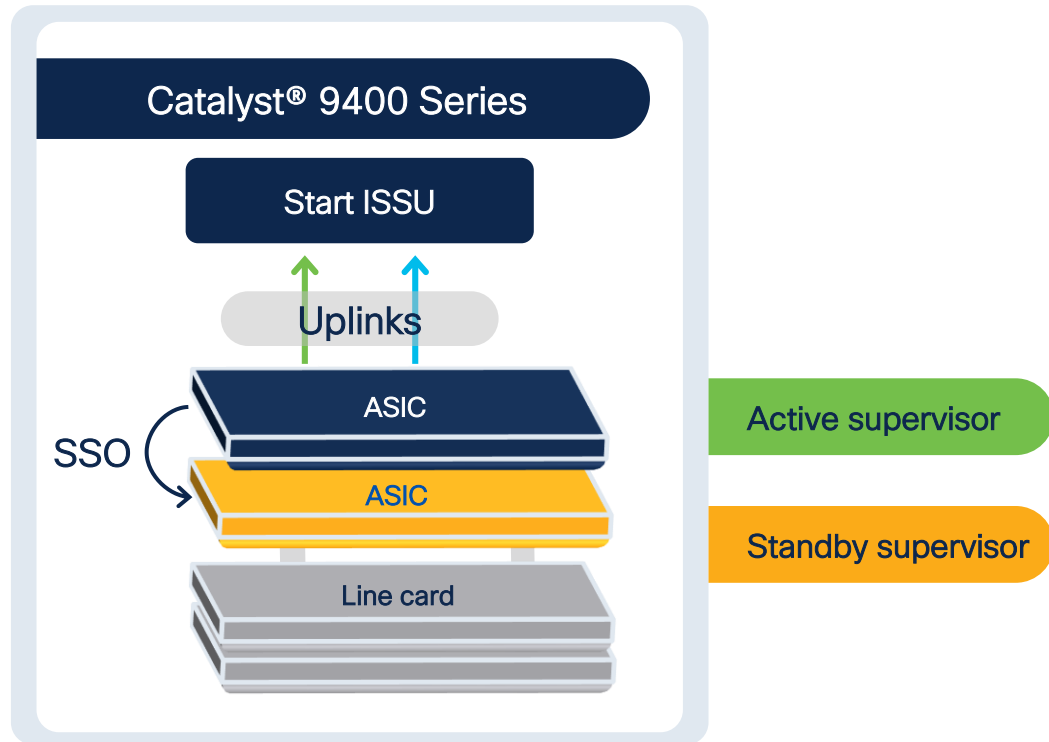 Catalyst® 9400 Series
Start ISSU
Uplinks
ASIC
SSO
ASIC
Line card
Active supervisor
Standby supervisor